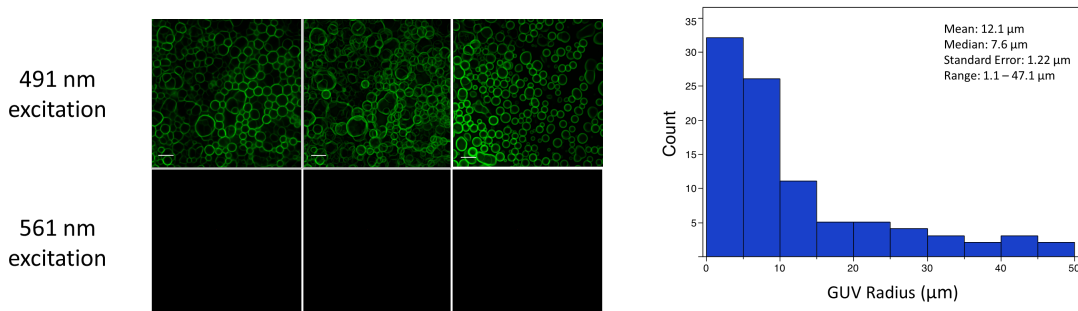 491 nm
excitation
561 nm
excitation
Mean: 12.1 µm
Median: 7.6 µm
Standard Error: 1.22 µm
Range: 1.1 – 47.1 µm
Count
35
30
25
20
15
10
5
0
10
20
30
40
50
GUV Radius (µm)